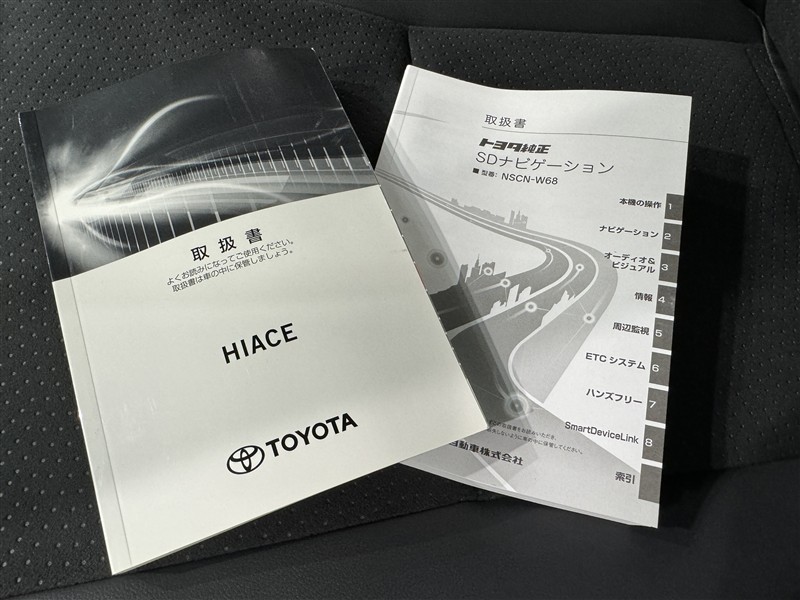 取扱書
よくお読みになってご使用ください。
取扱書は車の中に保管しましょう。
HIACE
TOYOTA
取扱書
トヨタ純正
SDナビゲーション
■ 型番: NSCN-W68
本機の操作 1
ナビゲーション 2
オーディオ&
ビジュアル 3
情報 4
周辺監視 5
ETC システム 6
ハンズフリー 7
SmartDeviceLink 8
索引
自動車株式会社